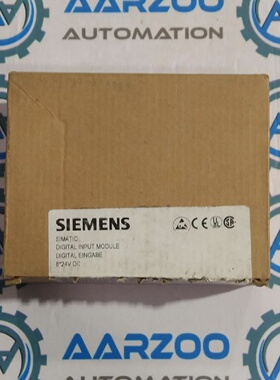 AARZOO
AUTOMATION
SIEMENS
SIMATIC
DIGITAL INPUT MODULE
DIGITAL EINGABE
8*24V DC
AARZOO
AUTOMATION